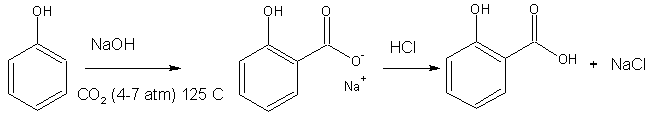 OH
NaOH
CO2 (4-7 atm) 125 C
OH
O
O-
Na+
HCl
OH
O
OH
+ NaCl